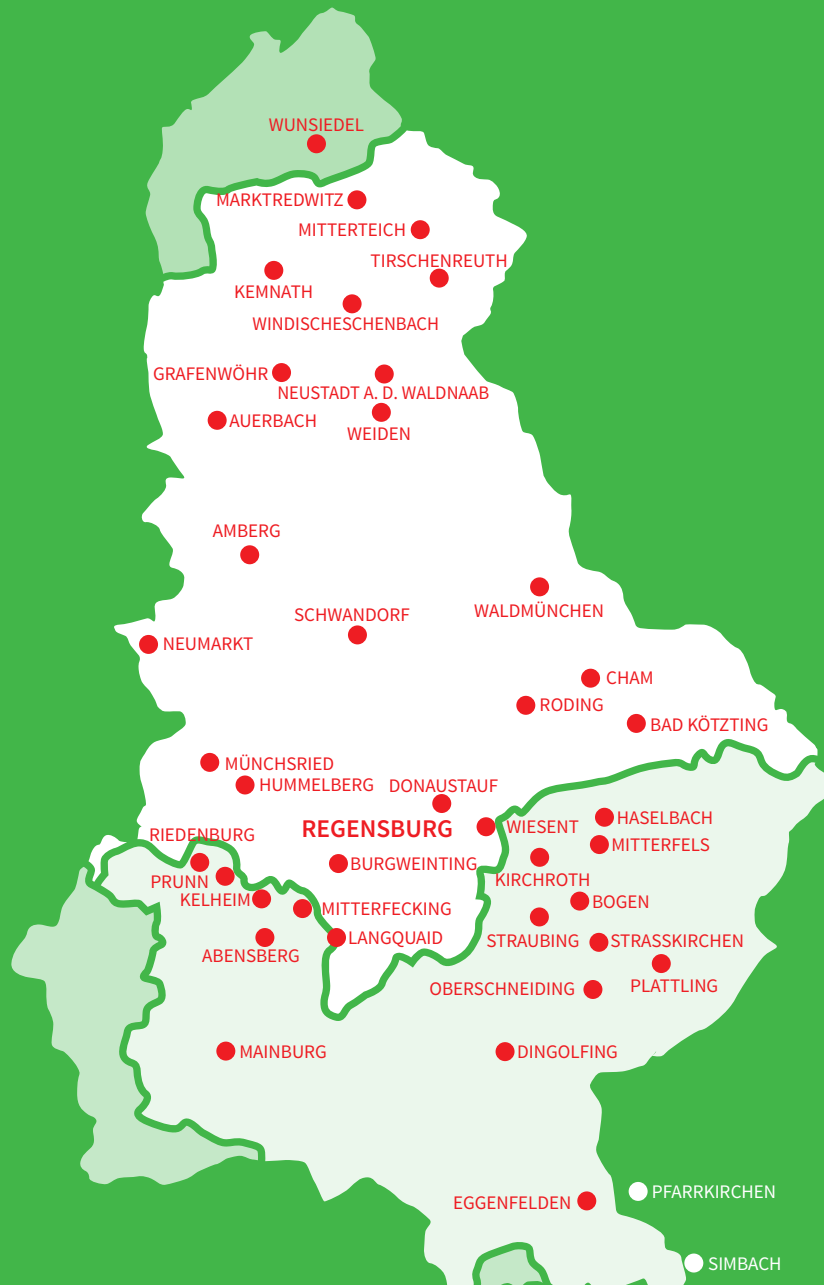 WUNSIEDEL
MARKTREDWITZ
MITTERTEICH
TIRSCHENREUTH
KEMNATH
WINDISCHESCHENBACH
GRAFENWÖHR
NEUSTADT A. D. WALDNAAB
AUERBACH
WEIDEN
AMBERG
WALDMÜNCHEN
SCHWANDORF
NEUMARKT
CHAM
RODING
BAD KÖTZTING
MÜNCHSRIED
HUMMELBERG
DONAUSTAUF
HASELBACH
REGENSBURG
WIESENT
RIEDENBURG
MITTERFELS
BURGWEINTING
PRUNN
KIRCHROTH
KELHEIM
BOGEN
MITTERFECKING
LANGQUAID
STRAUBING
STRASSKIRCHEN
ABENSBERG
PLATTLING
OBERSCHNEIDING
MAINBURG
DINGOLFING
PFARRKIRCHEN
EGGENFELDEN
SIMBACH